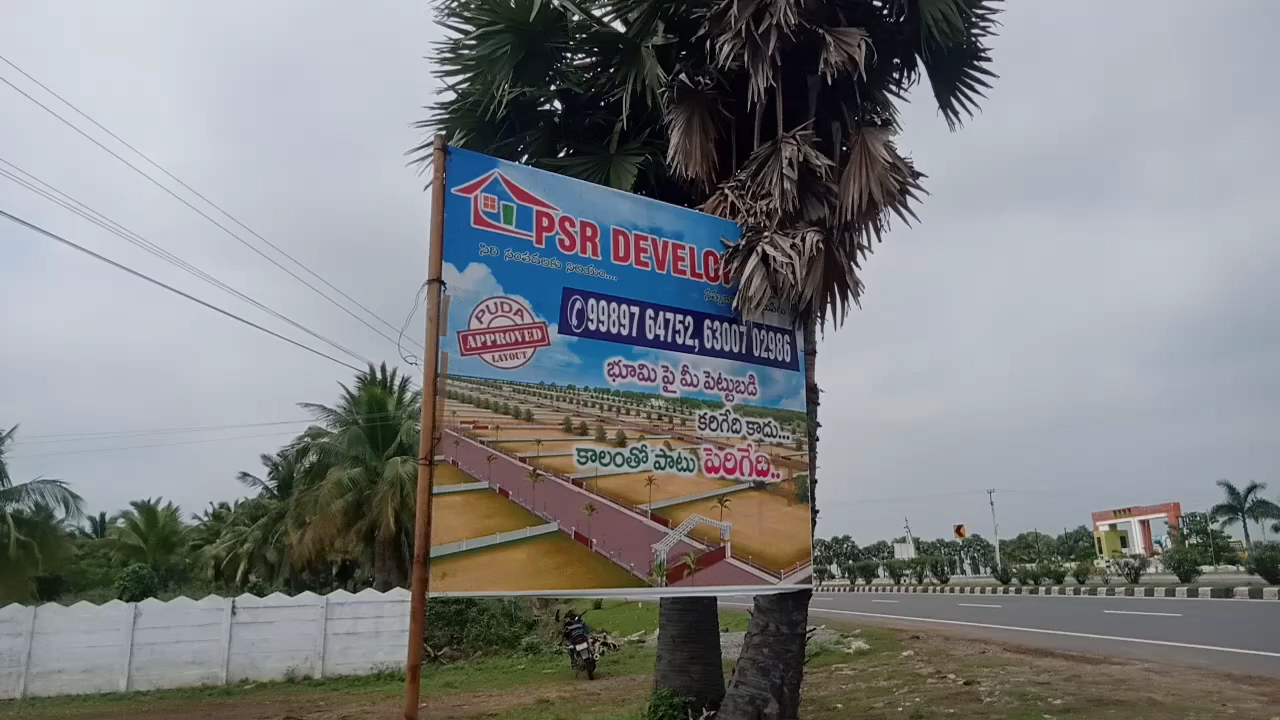 PSR DEVELO
సిరి సంపదలకు నిలయం....
99897 64752, 63007 02986
PUDA
APPROVED
LAYOUT
భూమి పై మీ పెట్టుబడి
కరిగేది కాదు...
కాలంతో పాటు పెరిగేది..